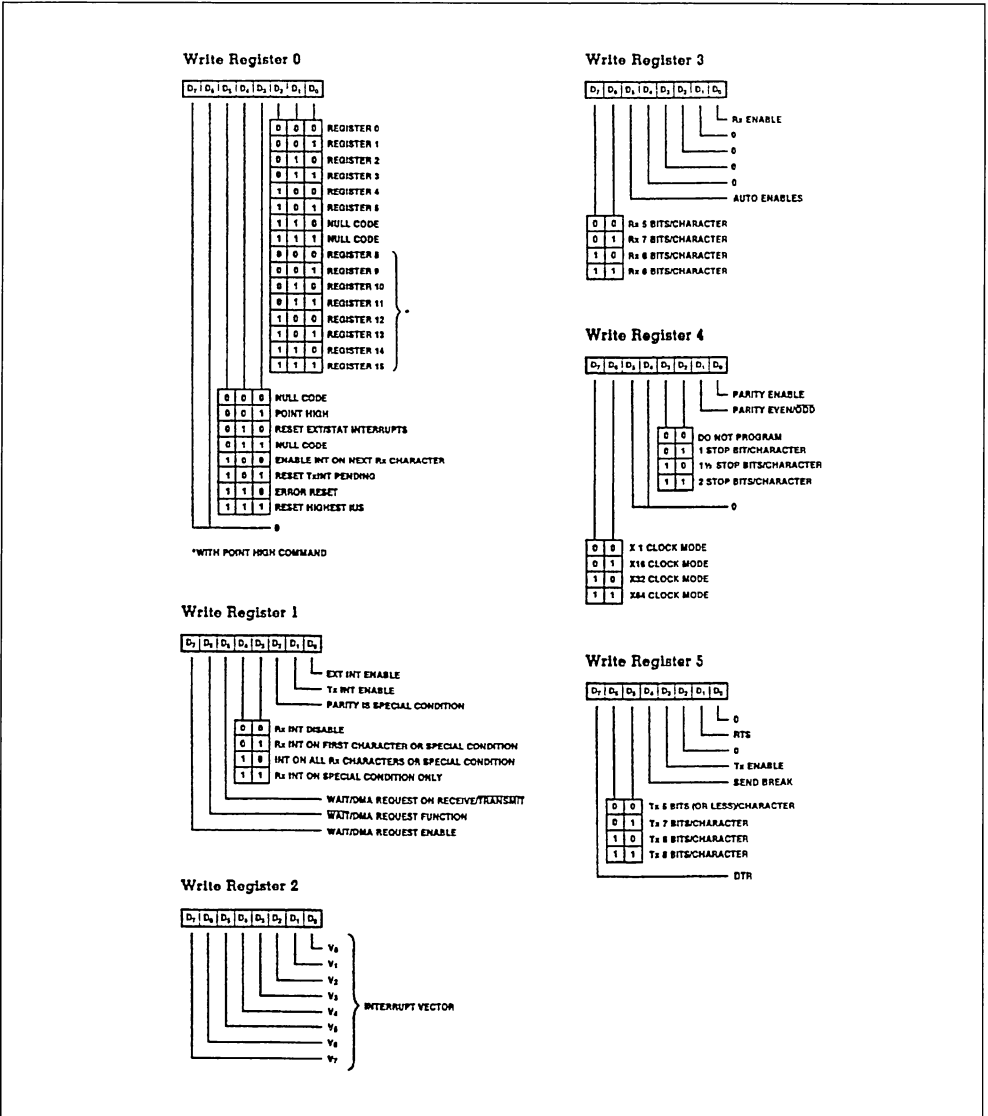 Write Register 0
D7 D6 D5 D4 D3 D2 D1 D0
0 0 0 REGISTER 0
0 0 1 REGISTER 1
0 1 0 REGISTER 2
0 1 1 REGISTER 3
1 0 0 REGISTER 4
1 0 1 REGISTER 5
1 1 0 NULL CODE
1 1 1 NULL CODE
0 0 0 REGISTER 8
0 0 1 REGISTER 9
0 1 0 REGISTER 10
0 1 1 REGISTER 11
1 0 0 REGISTER 12
1 0 1 REGISTER 13
1 1 0 REGISTER 14
1 1 1 REGISTER 15
*
0 0 0 NULL CODE
0 0 1 POINT HIGH
0 1 0 RESET EXT/STAT INTERRUPTS
0 1 1 NULL CODE
1 0 0 ENABLE INT ON NEXT Rx CHARACTER
1 0 1 RESET TxINT PENDING
1 1 0 ERROR RESET
1 1 1 RESET HIGHEST IUS
0
*WITH POINT HIGH COMMAND
Write Register 1
D7 D6 D5 D4 D3 D2 D1 D0
EXT INT ENABLE
Tx INT ENABLE
PARITY IS SPECIAL CONDITION
0 0 Rx INT DISABLE
0 1 Rx INT ON FIRST CHARACTER OR SPECIAL CONDITION
1 0 INT ON ALL Rx CHARACTERS OR SPECIAL CONDITION
1 1 Rx INT ON SPECIAL CONDITION ONLY
WAIT/DMA REQUEST ON RECEIVE/TRANSMIT
WAIT/DMA REQUEST FUNCTION
WAIT/DMA REQUEST ENABLE
Write Register 2
D7 D6 D5 D4 D3 D2 D1 D0
V0
V1
V2
V3
V4
V5
V6
V7
INTERRUPT VECTOR
Write Register 3
D7 D6 D5 D4 D3 D2 D1 D0
Rx ENABLE
0
0
0
0
AUTO ENABLES
0 0 Rx 5 BITS/CHARACTER
0 1 Rx 7 BITS/CHARACTER
1 0 Rx 6 BITS/CHARACTER
1 1 Rx 8 BITS/CHARACTER
Write Register 4
D7 D6 D5 D4 D3 D2 D1 D0
PARITY ENABLE
PARITY EVEN/ODD
0 0 DO NOT PROGRAM
0 1 1 STOP BIT/CHARACTER
1 0 1½ STOP BITS/CHARACTER
1 1 2 STOP BITS/CHARACTER
0
0 0 X 1 CLOCK MODE
0 1 X16 CLOCK MODE
1 0 X32 CLOCK MODE
1 1 X64 CLOCK MODE
Write Register 5
D7 D6 D5 D4 D3 D2 D1 D0
0
RTS
0
Tx ENABLE
SEND BREAK
0 0 Tx 5 BITS (OR LESS)/CHARACTER
0 1 Tx 7 BITS/CHARACTER
1 0 Tx 6 BITS/CHARACTER
1 1 Tx 8 BITS/CHARACTER
DTR